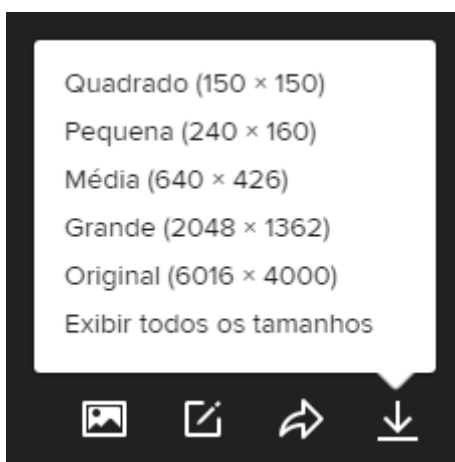 Quadrado (150 × 150)
Pequena (240 × 160)
Média (640 × 426)
Grande (2048 × 1362)
Original (6016 × 4000)
Exibir todos os tamanhos